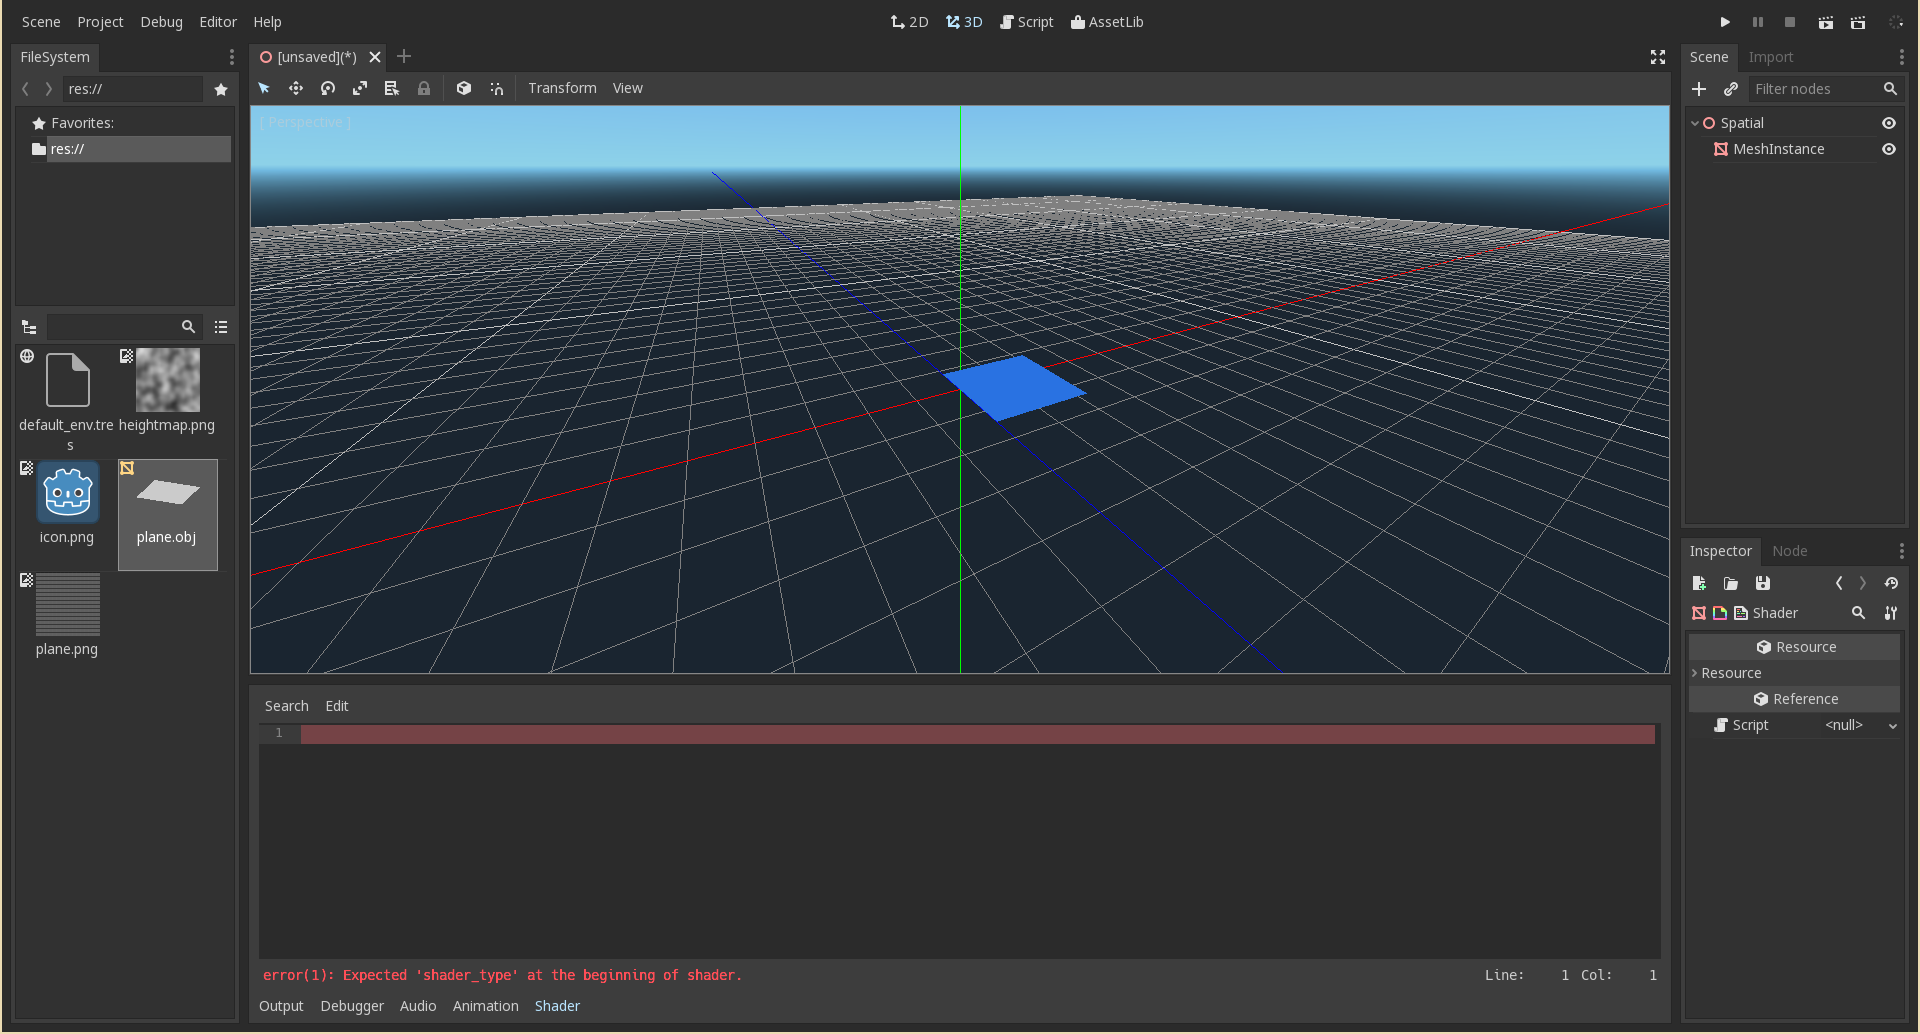 Scene Project Debug Editor Help
2D 3D Script AssetLib
FileSystem
res://
Favorites:
res://
default_env.tre
s
heightmap.png
icon.png
plane.obj
plane.png
[unsaved](*)
Transform View
[ Perspective ]
Search Edit
1
error(1): Expected 'shader_type' at the beginning of shader.
Line: 1 Col: 1
Output Debugger Audio Animation Shader
Scene Import
Filter nodes
Spatial
MeshInstance
Inspector Node
Shader
Resource
Resource
Reference
Script <null>